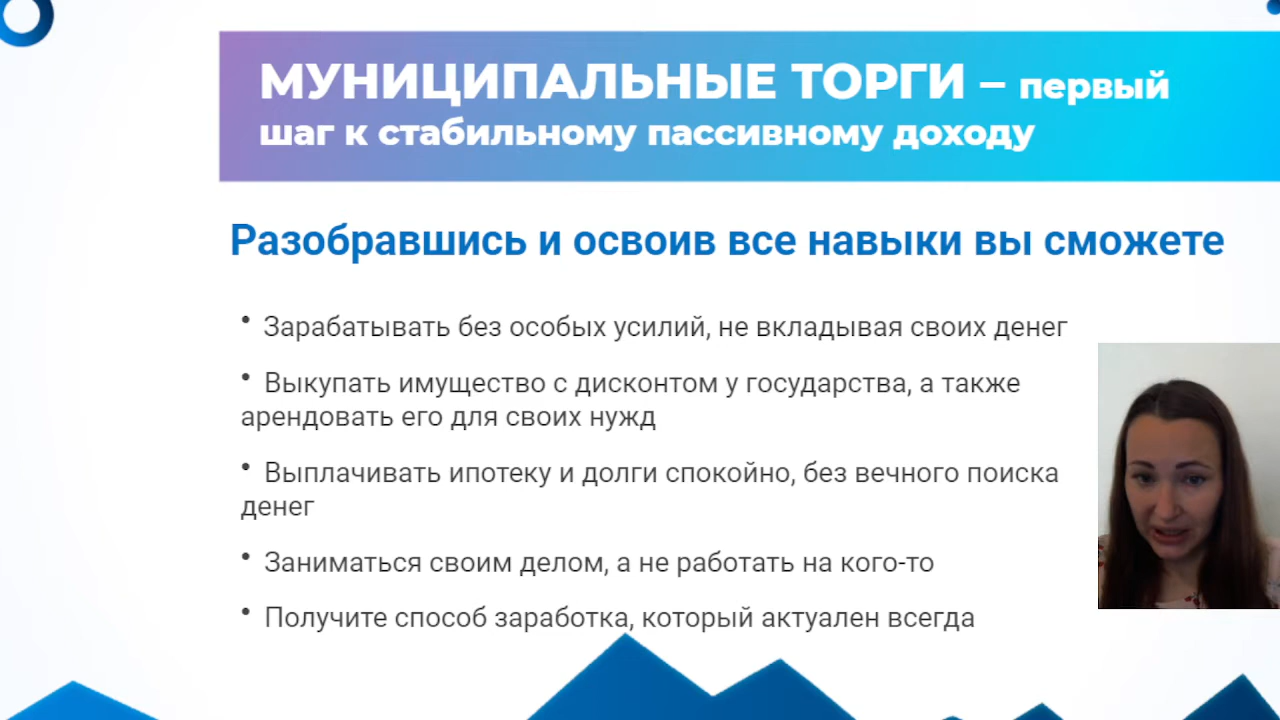 МУНИЦИПАЛЬНЫЕ ТОРГИ – первый
шаг к стабильному пассивному доходу
Разобравшись и освоив все навыки вы сможете
• Зарабатывать без особых усилий, не вкладывая своих денег
• Выкупать имущество с дисконтом у государства, а также
арендовать его для своих нужд
• Выплачивать ипотеку и долги спокойно, без вечного поиска
денег
• Заниматься своим делом, а не работать на кого-то
• Получите способ заработка, который актуален всегда